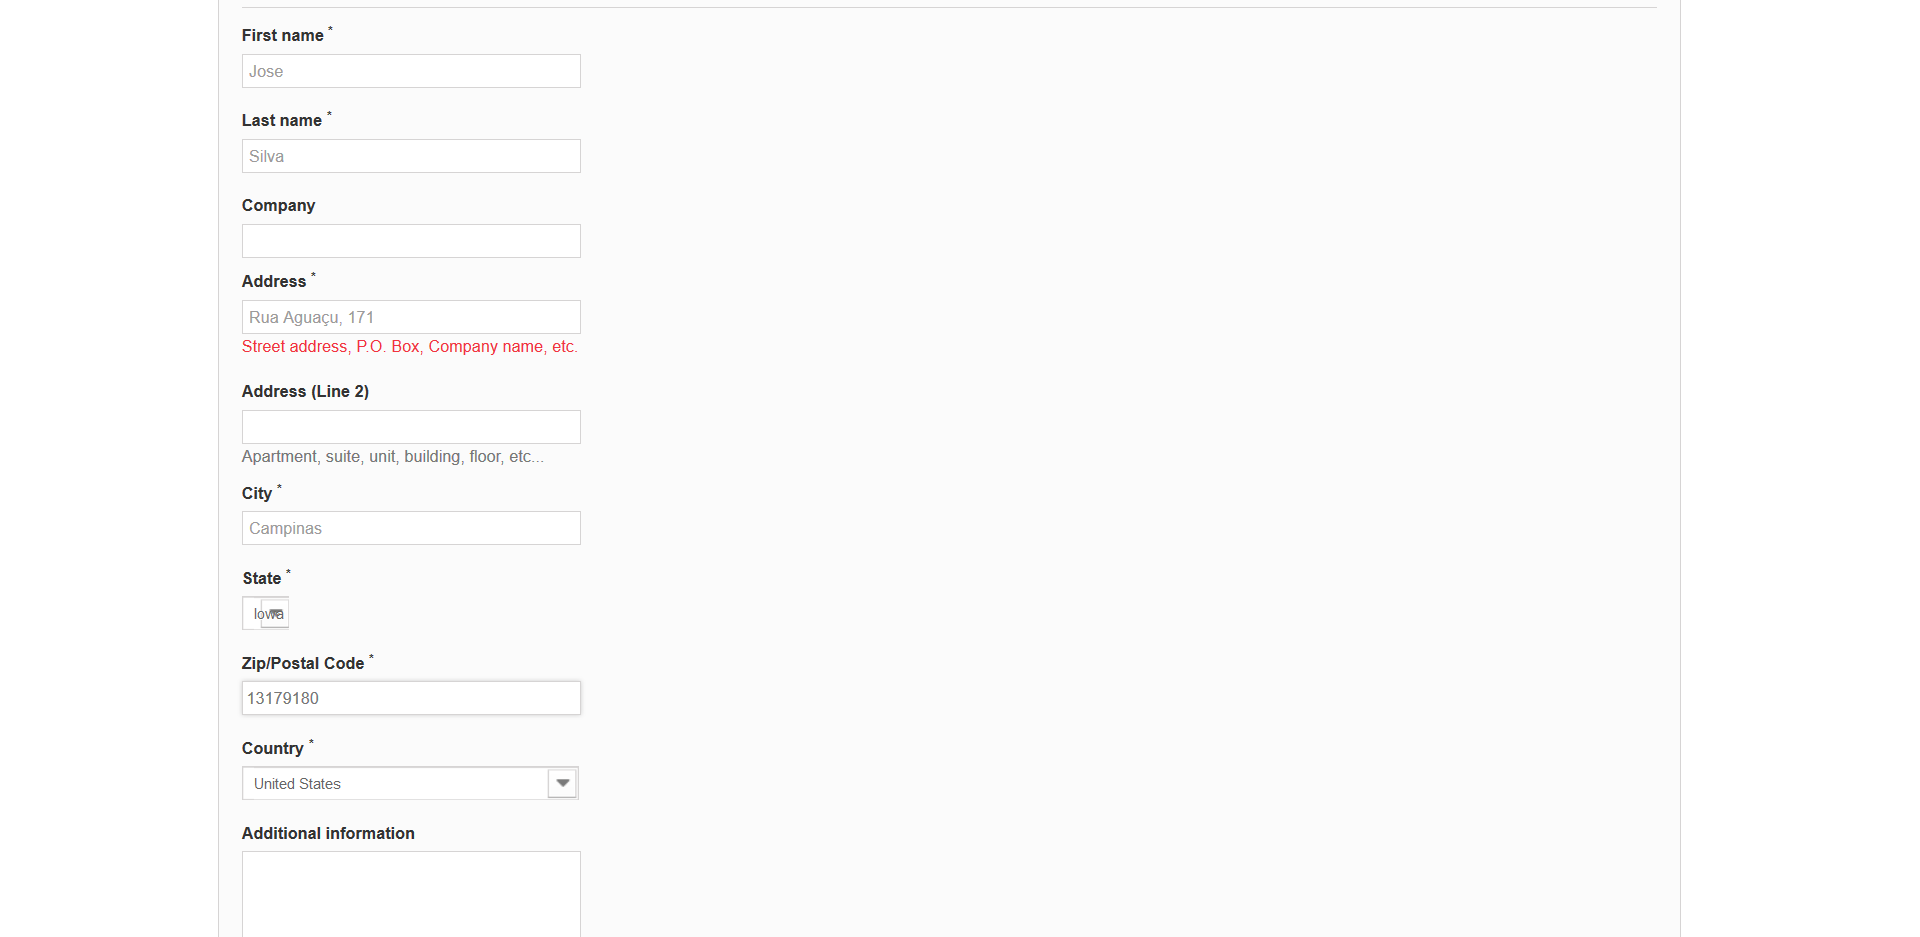 First name *
Jose
Last name *
Silva
Company
Address *
Rua Aguaçu, 171
Street address, P.O. Box, Company name, etc.
Address (Line 2)
Apartment, suite, unit, building, floor, etc...
City *
Campinas
State *
Iowa
Zip/Postal Code *
13179180
Country *
United States
Additional information